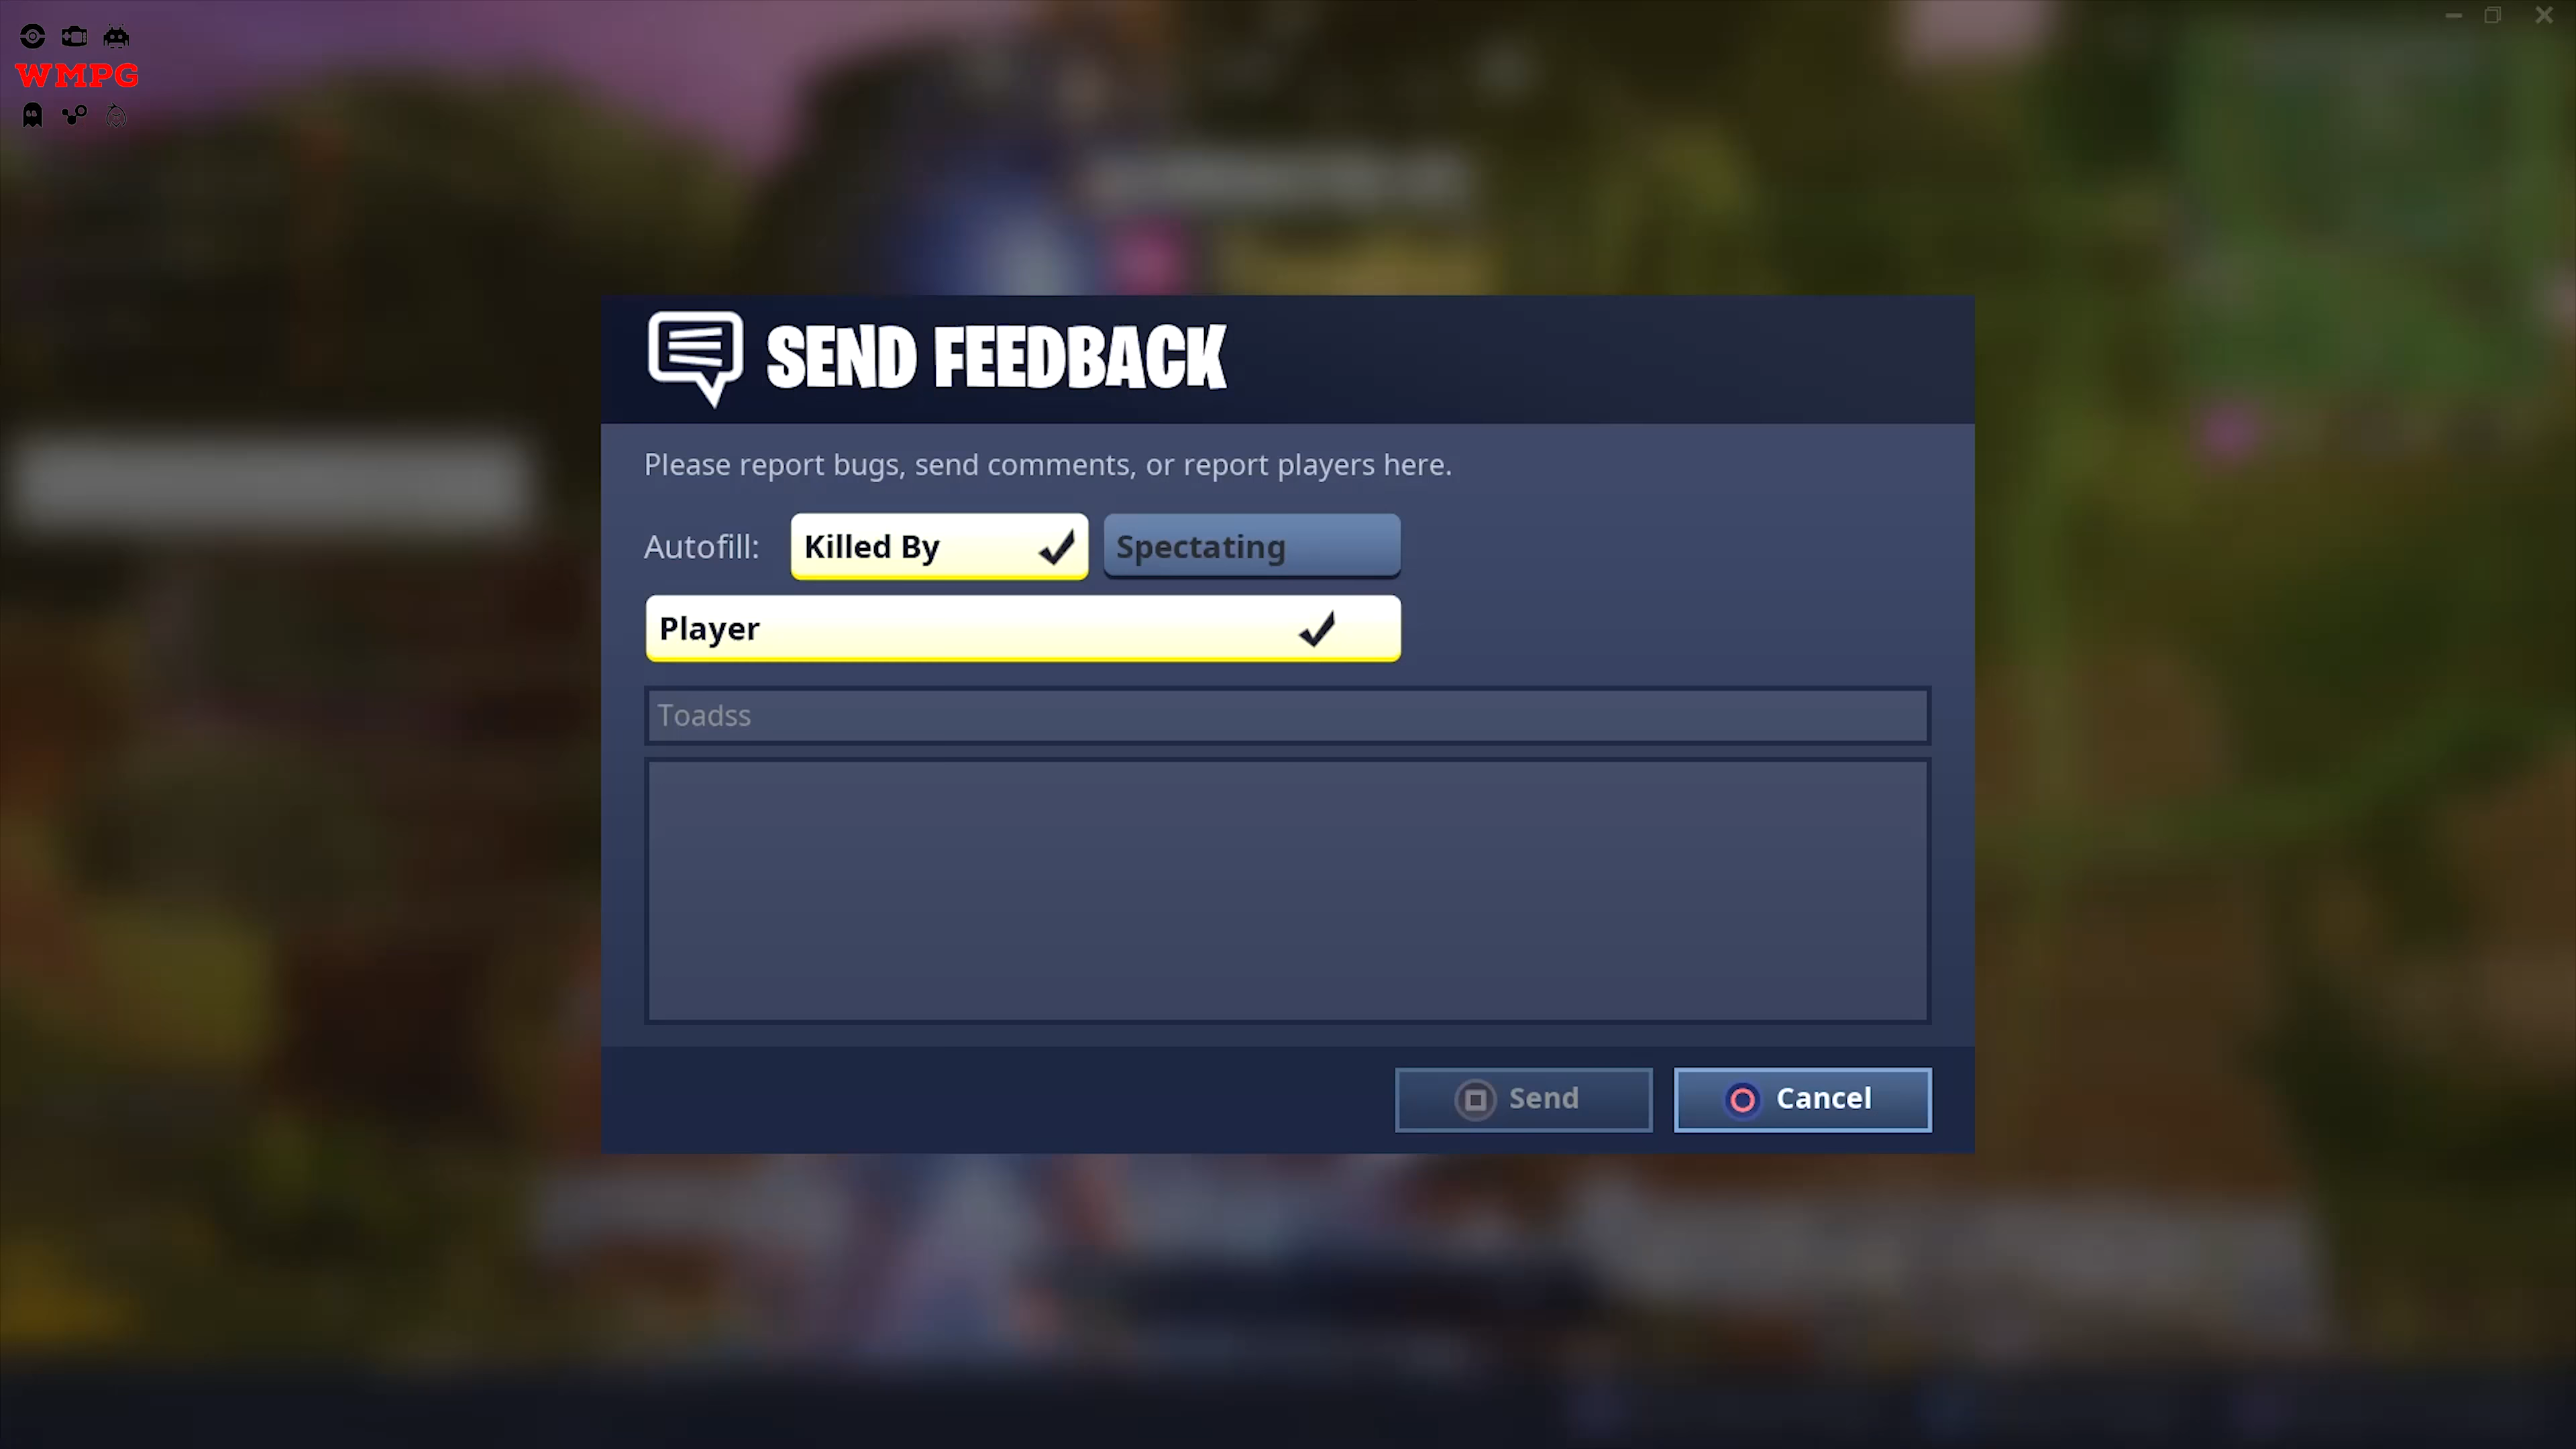 WMPG
SEND FEEDBACK
Please report bugs, send comments, or report players here.
Autofill: Killed By Spectating
Player
Toadss
Send Cancel